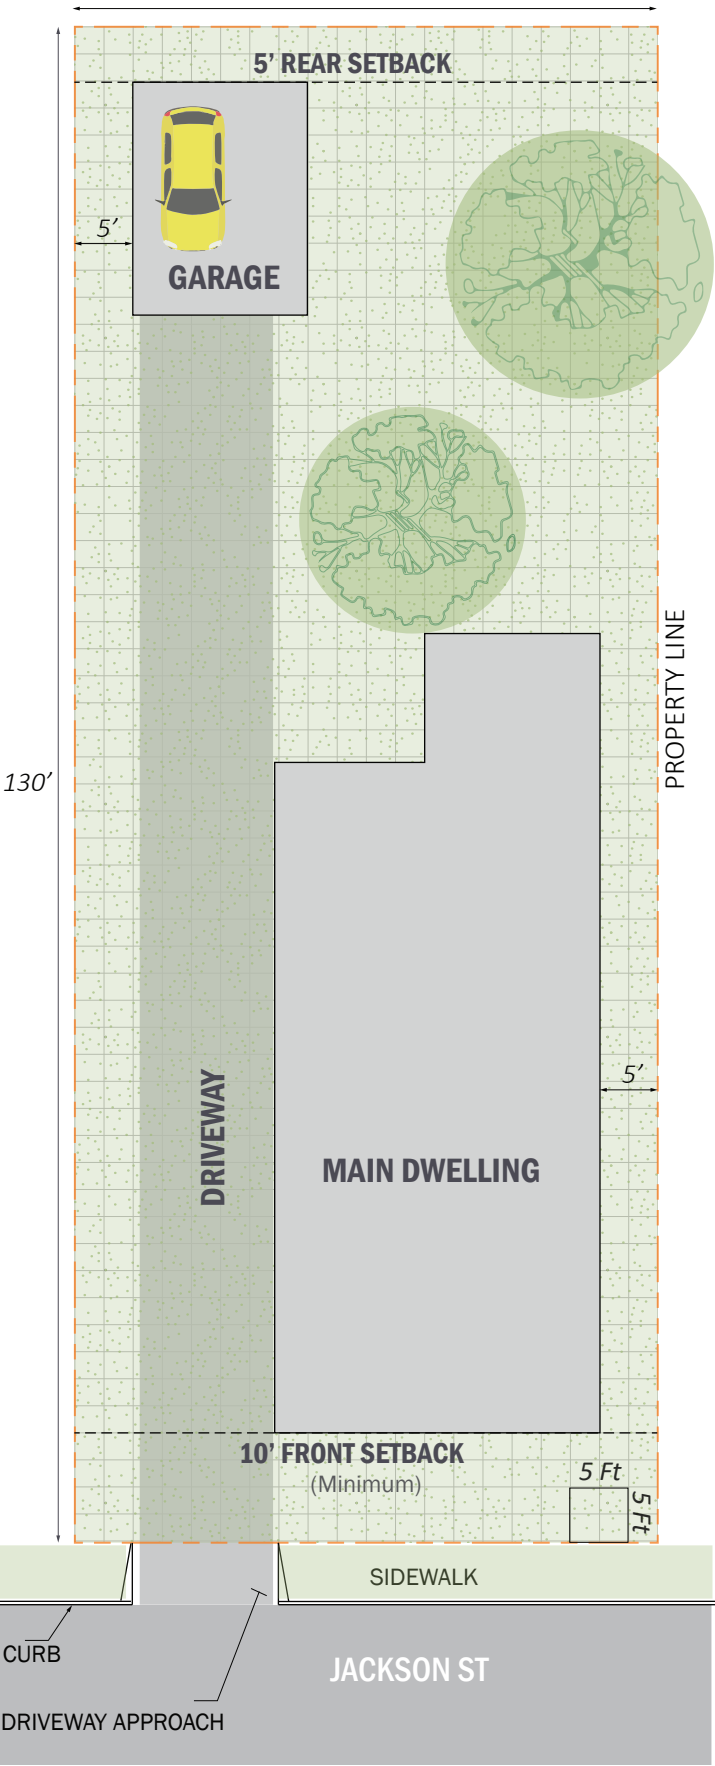 5’ REAR SETBACK
5’
GARAGE
PROPERTY LINE
130’
5’
DRIVEWAY
MAIN DWELLING
10’ FRONT SETBACK
(Minimum)
5 Ft
5 Ft
SIDEWALK
CURB
JACKSON ST
DRIVEWAY APPROACH